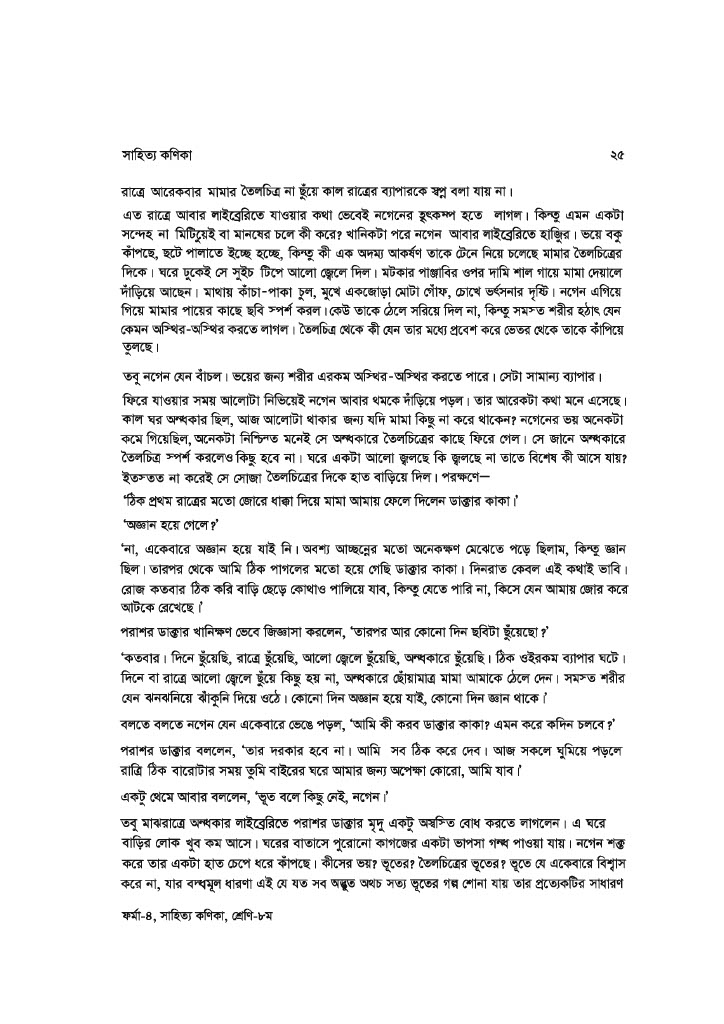 সাহিত্য কণিকা ২৫
রাত্রে আরেকবার মামার তৈলচিত্র না ছুঁয়ে কাল রাত্রের ব্যাপারকে স্বপ্ন বলা যায় না।
এত রাত্রে আবার লাইব্রেরিতে যাওয়ার কথা ভেবেই নগেনের হৃৎকম্প হতে লাগল। কিন্তু এমন একটা
সন্দেহ না মিটিয়েই বা মানুষের চলে কী করে? খানিকটা পরে নগেন আবার লাইব্রেরিতে হাজির। ভয়ে বকু
কাঁপছে, ছটে পালাতে ইচ্ছে হচ্ছে, কিন্তু কী এক অদম্য আকর্ষণ তাকে টেনে নিয়ে চলেছে মামার তৈলচিত্রের
দিকে। ঘরে ঢুকেই সে সুইচ টিপে আলো জ্বেলে দিল। মটকার পাঞ্জাবির ওপর দামি শাল গায়ে মামা দেয়ালে
দাঁড়িয়ে আছেন। মাথায় কাঁচা-পাকা চুল, মুখে একজোড়া মোটা গোঁফ, চোখে ভর্ৎসনার দৃষ্টি। নগেন এগিয়ে
গিয়ে মামার পায়ের কাছে ছবি স্পর্শ করল।কেউ তাকে ঠেলে সরিয়ে দিল না, কিন্তু সমস্ত শরীর হঠাৎ যেন
কেমন অস্থির-অস্থির করতে লাগল। তৈলচিত্র থেকে কী যেন তার মধ্যে প্রবেশ করে ভেতর থেকে তাকে কাঁপিয়ে
তুলছে।
তবু নগেন যেন বাঁচল। ভয়ের জন্য শরীর এরকম অস্থির-অস্থির করতে পারে। সেটা সামান্য ব্যাপার।
ফিরে যাওয়ার সময় আলোটা নিভিয়েই নগেন আবার থমকে দাঁড়িয়ে পড়ল। তার আরেকটা কথা মনে এসেছে।
কাল ঘর অন্ধকার ছিল, আজ আলোটা থাকার জন্য যদি মামা কিছু না করে থাকেন? নগেনের ভয় অনেকটা
কমে গিয়েছিল, অনেকটা নিশ্চিন্ত মনেই সে অন্ধকারে তৈলচিত্রের কাছে ফিরে গেল। সে জানে অন্ধকারে
তৈলচিত্র স্পর্শ করলেও কিছু হবে না। ঘরে একটা আলো জ্বলছে কি জ্বলছে না তাতে বিশেষ কী আসে যায়?
ইতস্তত না করেই সে সোজা তৈলচিত্রের দিকে হাত বাড়িয়ে দিল। পরক্ষণে—
‘ঠিক প্রথম রাত্রের মতো জোরে ধাক্কা দিয়ে মামা আমায় ফেলে দিলেন ডাক্তার কাকা।’
‘অজ্ঞান হয়ে গেলে?’
‘না, একেবারে অজ্ঞান হয়ে যাই নি। অবশ্য আচ্ছন্নের মতো অনেকক্ষণ মেঝেতে পড়ে ছিলাম, কিন্তু জ্ঞান
ছিল। তারপর থেকে আমি ঠিক পাগলের মতো হয়ে গেছি ডাক্তার কাকা। দিনরাত কেবল এই কথাই ভাবি।
রোজ কতবার ঠিক করি বাড়ি ছেড়ে কোথাও পালিয়ে যাব, কিন্তু যেতে পারি না, কিসে যেন আমায় জোর করে
আটকে রেখেছে।’
পরাশর ডাক্তার খানিক্ষণ ভেবে জিজ্ঞাসা করলেন, ‘তারপর আর কোনো দিন ছবিটা ছুঁয়েছো?’
‘কতবার। দিনে ছুঁয়েছি, রাত্রে ছুঁয়েছি, আলো জ্বেলে ছুঁয়েছি, অন্ধকারে ছুঁয়েছি। ঠিক ওইরকম ব্যাপার ঘটে।
দিনে বা রাত্রে আলো জ্বেলে ছুঁয়ে কিছু হয় না, অন্ধকারে ছোঁয়ামাত্র মামা আমাকে ঠেলে দেন। সমস্ত শরীর
যেন ঝনঝনিয়ে ঝাঁকুনি দিয়ে ওঠে। কোনো দিন অজ্ঞান হয়ে যাই, কোনো দিন জ্ঞান থাকে।’
বলতে বলতে নগেন যেন একেবারে ভেঙে পড়ল, ‘আমি কী করব ডাক্তার কাকা? এমন করে কদিন চলবে?’
পরাশর ডাক্তার বললেন, ‘তার দরকার হবে না। আমি সব ঠিক করে দেব। আজ সকলে ঘুমিয়ে পড়লে
রাত্রি ঠিক বারোটার সময় তুমি বাইরের ঘরে আমার জন্য অপেক্ষা কোরো, আমি যাব।’
একটু থেমে আবার বললেন, ‘ভূত বলে কিছু নেই, নগেন।’
তবু মাঝরাত্রে অন্ধকার লাইব্রেরিতে পরাশর ডাক্তার মৃদু একটু অস্বস্তি বোধ করতে লাগলেন। এ ঘরে
বাড়ির লোক খুব কম আসে। ঘরের বাতাসে পুরোনো কাগজের একটা ভাপসা গন্ধ পাওয়া যায়। নগেন শক্ত
করে তার একটা হাত চেপে ধরে কাঁপছে। কীসের ভয়? ভূতের? তৈলচিত্রের ভূতের? ভূতে যে একেবারে বিশ্বাস
করে না, যার বদ্ধমূল ধারণা এই যে যত সব অদ্ভুত অথচ সত্য ভূতের গল্প শোনা যায় তার প্রত্যেকটির সাধারণ
ফর্মা-৪, সাহিত্য কণিকা, শ্রেণি-৮ম